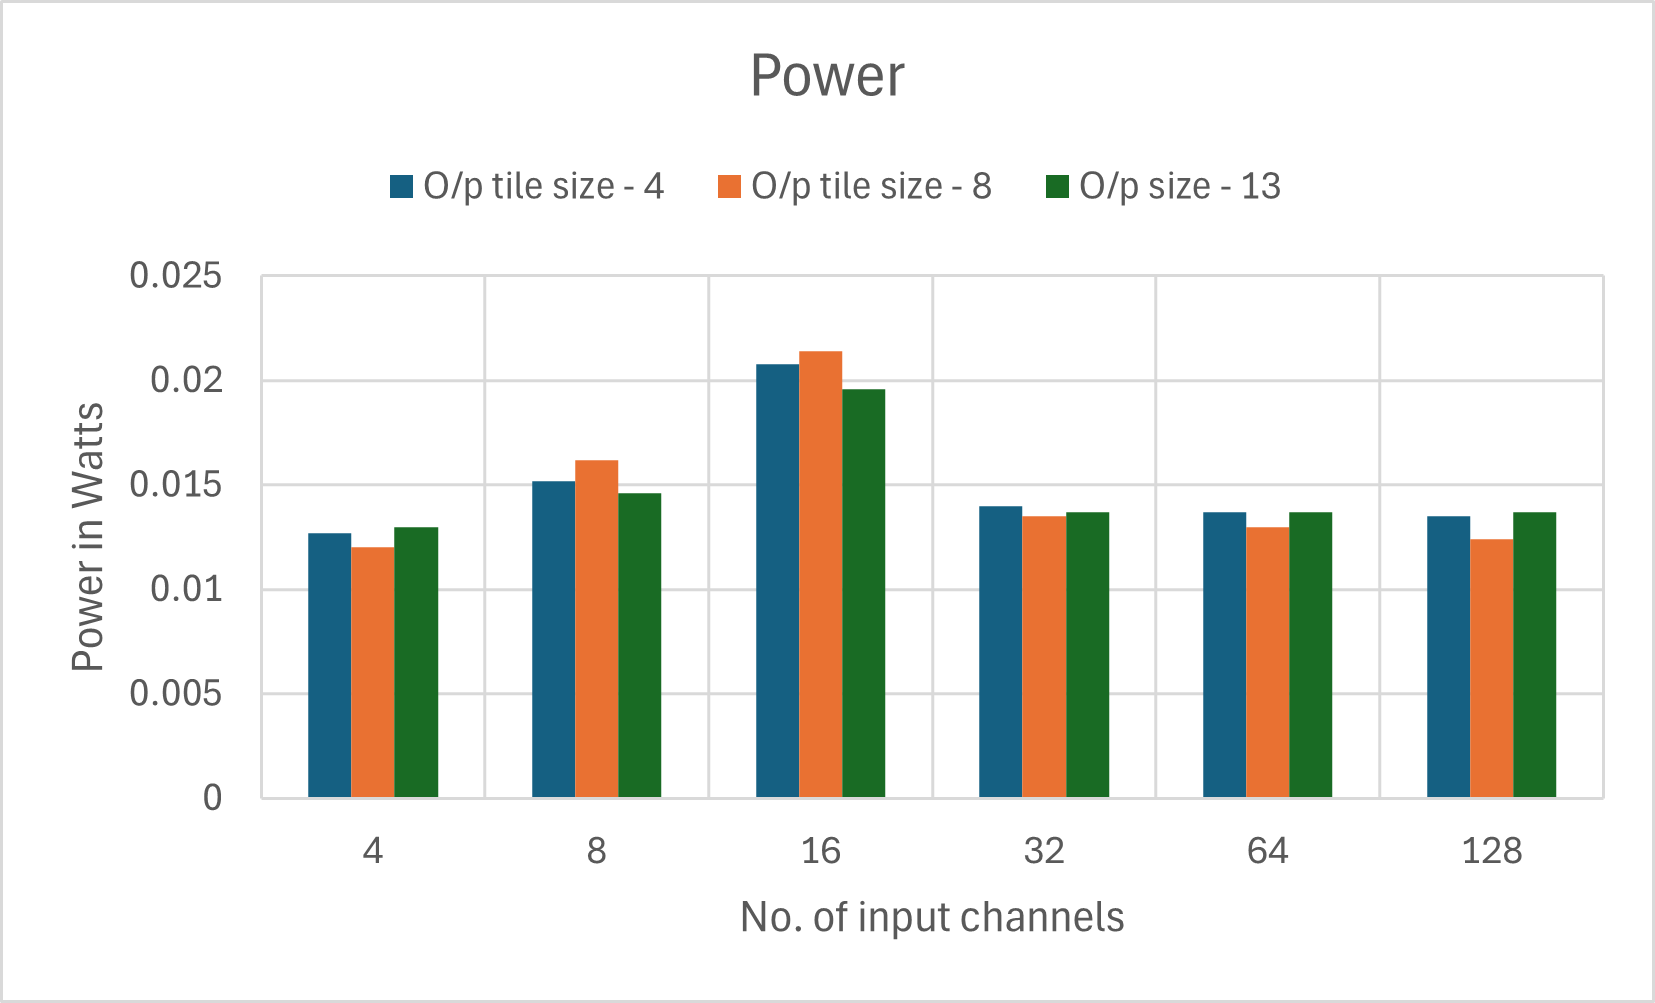 Power
O/p tile size - 4 O/p tile size - 8 O/p size - 13
0.025
0.02
0.015
0.01
0.005
0
Power in Watts
4 8 16 32 64 128
No. of input channels